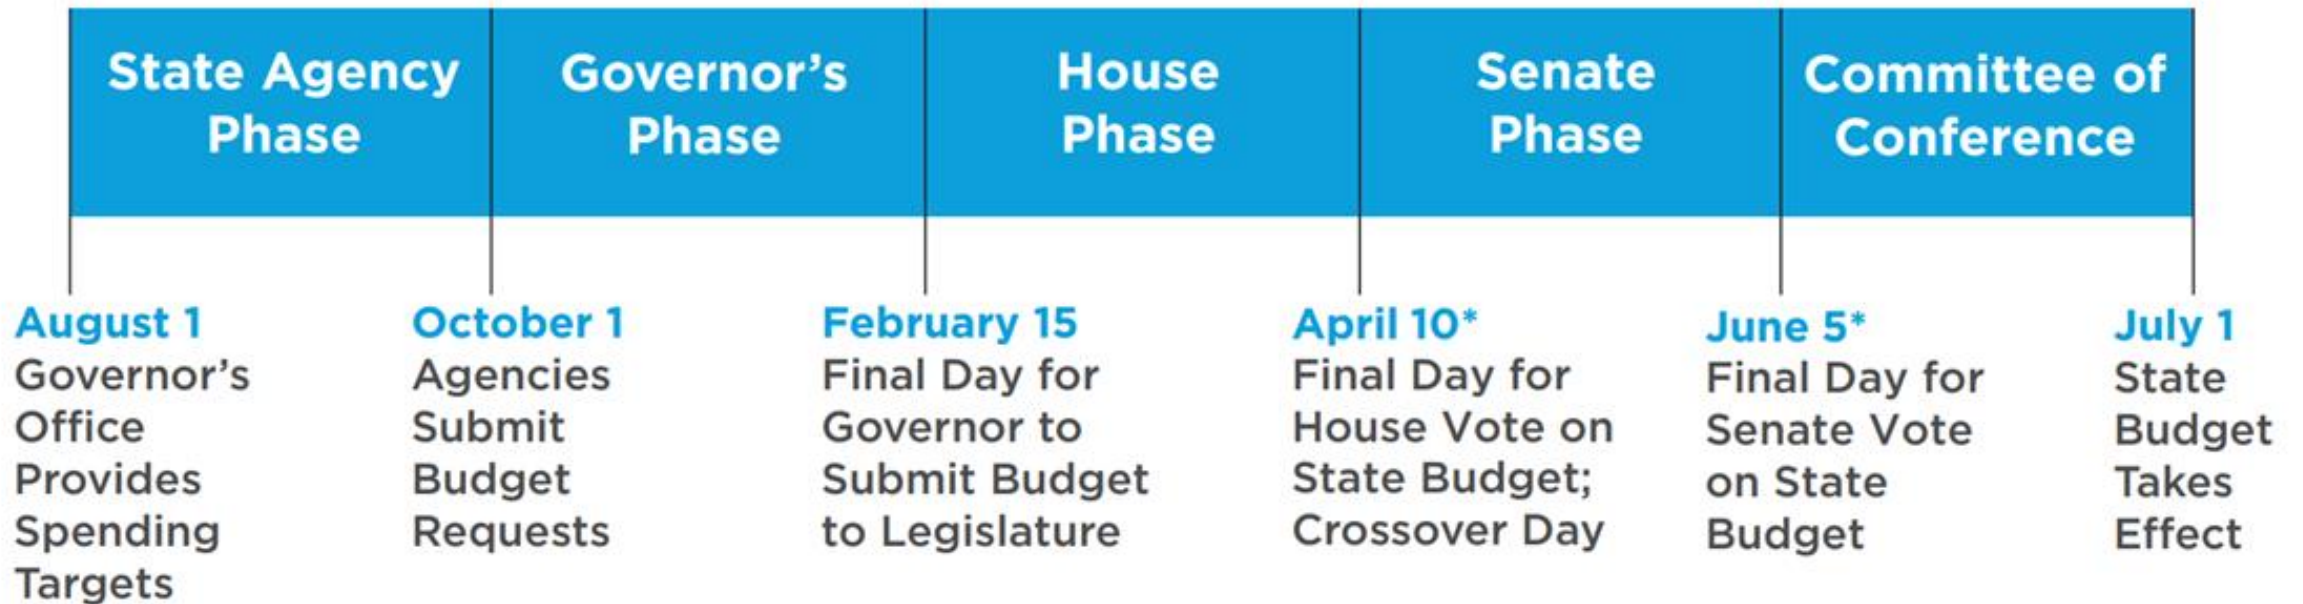 State Agency
Phase
Governor's
Phase
House
Phase
Senate
Phase
Committee of
Conference
August 1
Governor's
Office
Provides
Spending
Targets
October 1
Agencies
Submit
Budget
Requests
February 15
Final Day for
Governor to
Submit Budget
to Legislature
April 10*
Final Day for
House Vote on
State Budget;
Crossover Day
June 5*
Final Day for
Senate Vote
on State
Budget
July 1
State
Budget
Takes
Effect